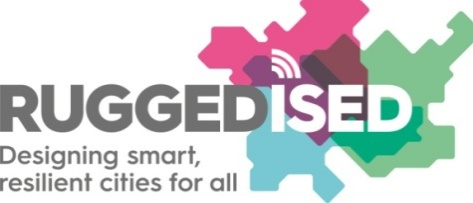 RUGGEDISED
Designing smart,
resilient cities for all